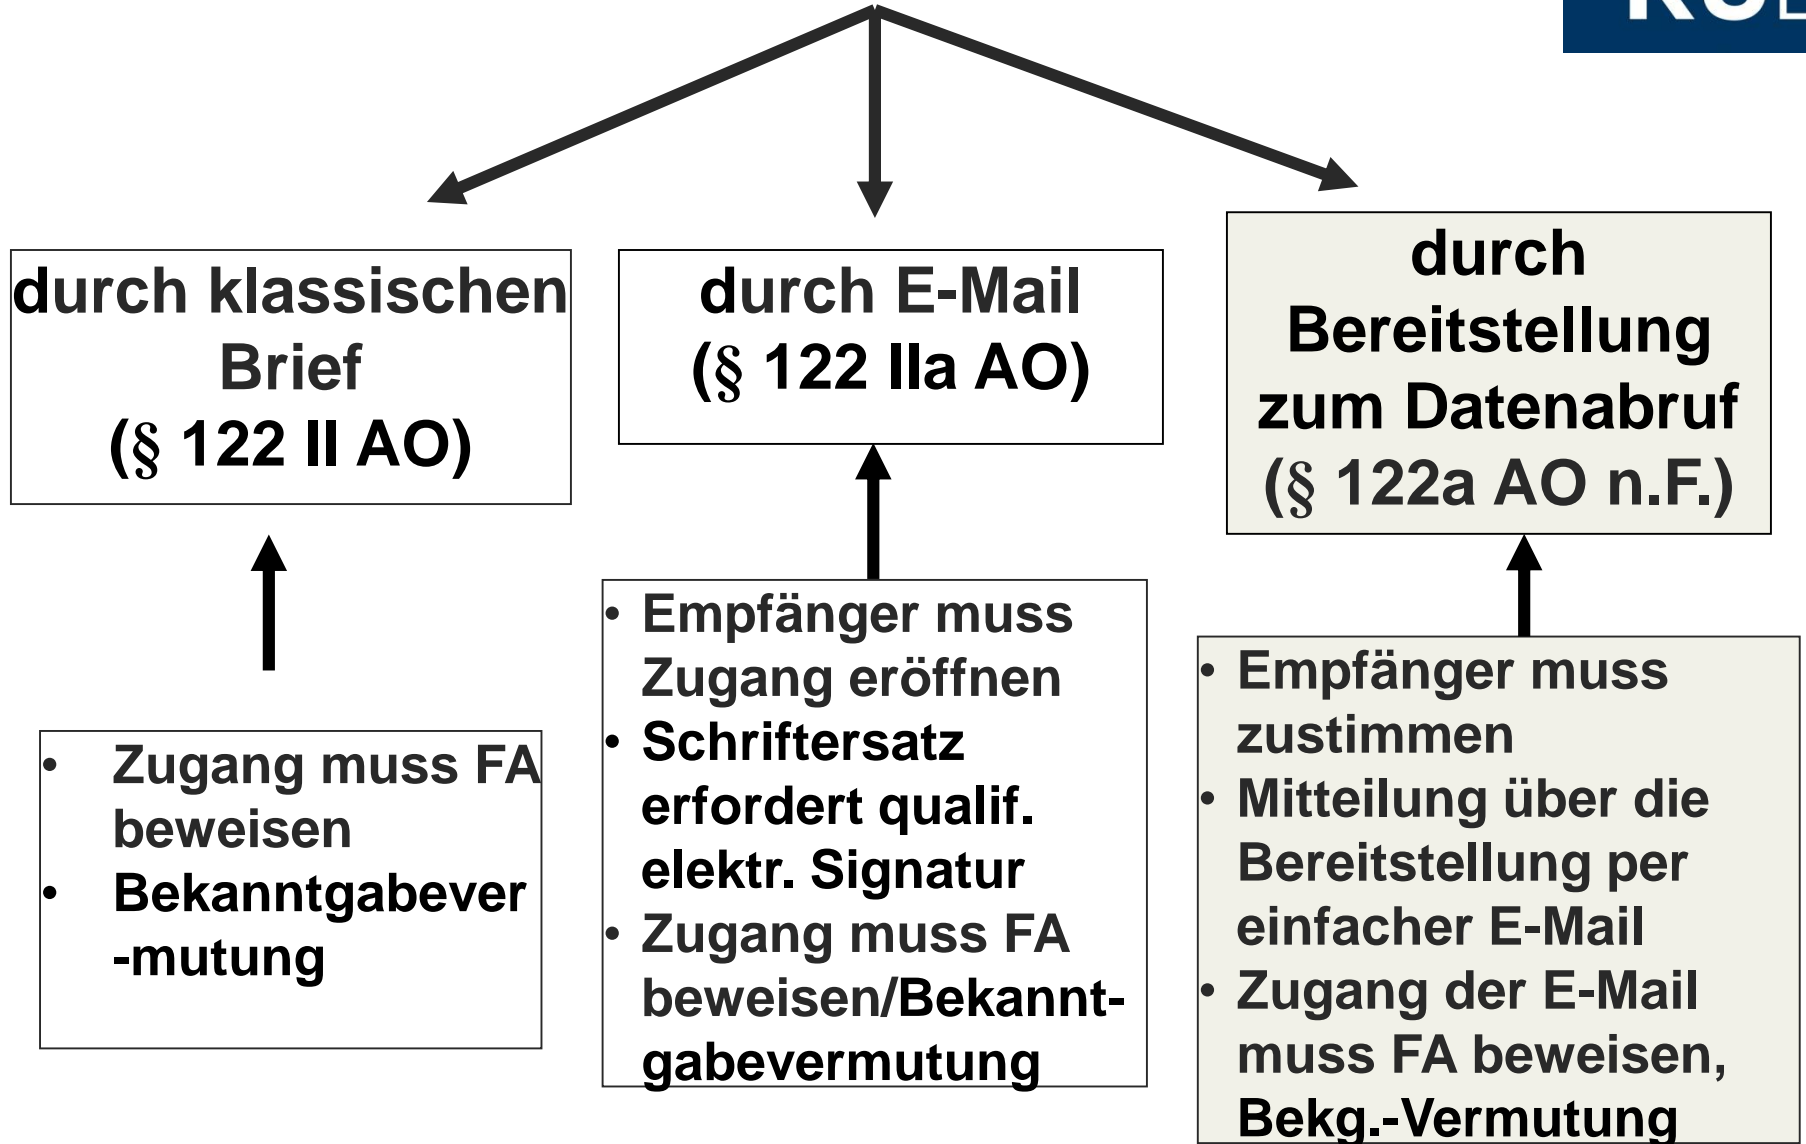 durch klassischen
Brief
(§ 122 II AO)
durch E-Mail
(§ 122 IIa AO)
durch
Bereitstellung
zum Datenabruf
(§ 122a AO n.F.)
• Zugang muss FA
beweisen
• Bekanntgabever
-mutung
• Empfänger muss
Zugang eröffnen
• Schriftersatz
erfordert qualif.
elektr. Signatur
• Zugang muss FA
beweisen/Bekannt-
gabevermutung
• Empfänger muss
zustimmen
• Mitteilung über die
Bereitstellung per
einfacher E-Mail
• Zugang der E-Mail
muss FA beweisen,
Bekg.-Vermutung